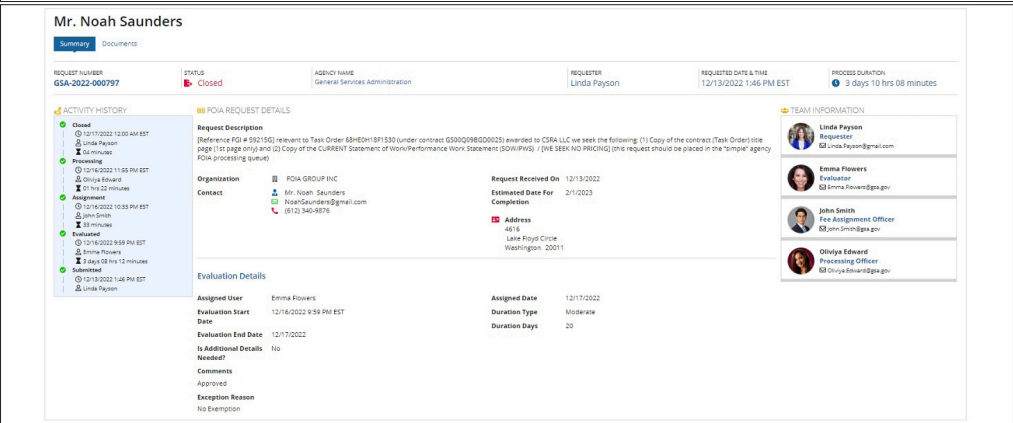 Mr. Noah Saunders
Summary Documents
REQUEST NUMBER
GSA-2022-000797
STATUS
Closed
AGENCY NAME
General Services Administration
REQUESTER
Linda Payson
REQUESTED DATE & TIME
12/13/2022 1:46 PM EST
PROCESS DURATION
3 days 10 hrs 08 minutes
ACTIVITY HISTORY
Closed
12/17/2022 12:00 AM EST
Linda Payson
04 minutes
Processing
12/16/2022 11:55 PM EST
Oliviya Edward
01 hrs 22 minutes
Assignment
12/16/2022 10:33 PM EST
John Smith
33 minutes
Evaluated
12/16/2022 9:59 PM EST
Emma Flowers
3 days 08 hrs 12 minutes
Submitted
12/13/2022 1:46 PM EST
Linda Payson
FOIA REQUEST DETAILS
Request Description
[Reference FGI # 59215G] relevant to Task Order 68HE0H18F1530 (under contract GS00Q09BGD0025) awarded to CSRA LLC we seek the following: (1) Copy of the contract (Task Order) title
page (1st page only) and (2) Copy of the CURRENT Statement of Work/Performance Work Statement (SOW/PWS) / [WE SEEK NO PRICING] (this request should be placed in the "simple" agency
FOIA processing queue)
Organization FOIA GROUP INC
Contact Mr. Noah Saunders
NoahSaunders@gmail.com
(612) 340-9876
Request Received On 12/13/2022
Estimated Date For 2/1/2023
Completion
Address
4616
Lake Floyd Circle
Washington 20011
Evaluation Details
Assigned User Emma Flowers
Evaluation Start 12/16/2022 9:59 PM EST
Date
Evaluation End Date 12/17/2022
Is Additional Details No
Needed?
Comments
Approved
Exception Reason
No Exemption
Assigned Date 12/17/2022
Duration Type Moderate
Duration Days 20
TEAM INFORMATION
Linda Payson
Requester
Linda.Payson@gmail.com
Emma Flowers
Evaluator
Emma.Flowers@gsa.gov
John Smith
Fee Assignment Officer
John.Smith@gsa.gov
Oliviya Edward
Processing Officer
Oliviya.Edward@gsa.gov